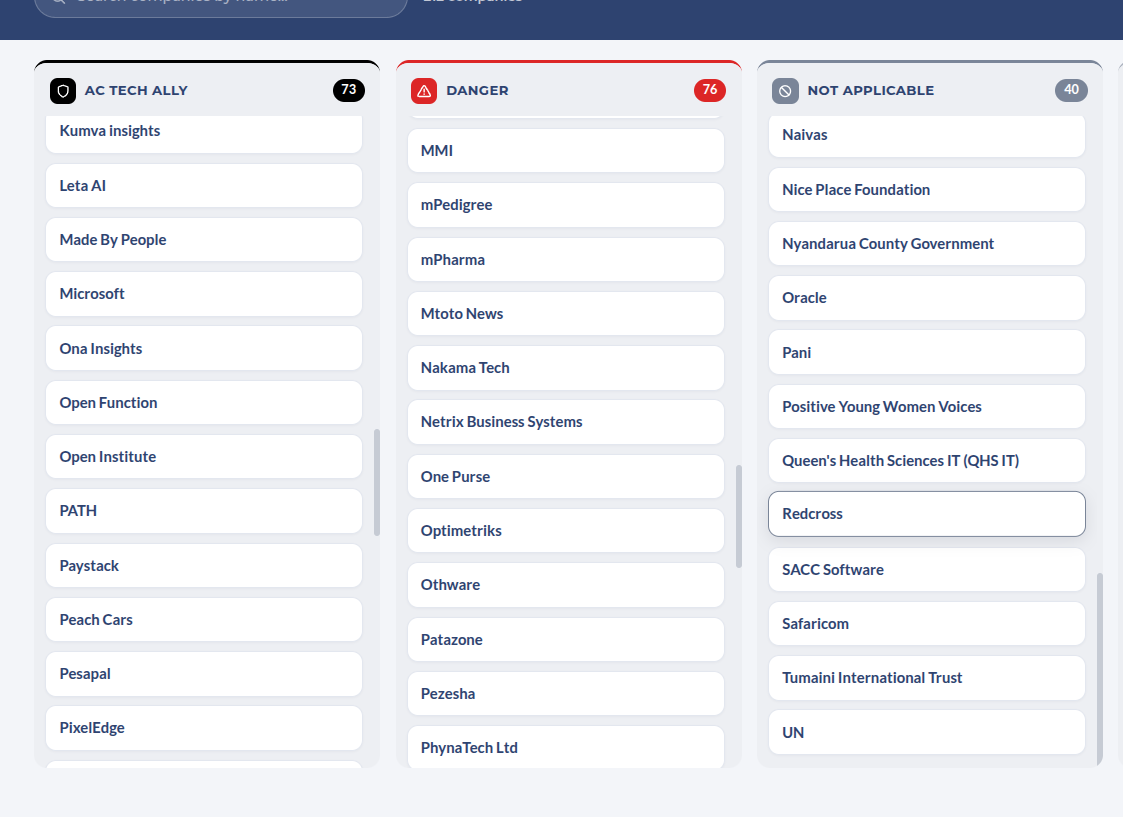 AC TECH ALLY
73
Kumva insights
Leta AI
Made By People
Microsoft
Ona Insights
Open Function
Open Institute
PATH
Paystack
Peach Cars
Pesapal
PixelEdge
DANGER
76
MMI
mPedigree
mPharma
Mtoto News
Nakama Tech
Netrix Business Systems
One Purse
Optimetriks
Othware
Patazone
Pezesha
PhynaTech Ltd
NOT APPLICABLE
40
Naivas
Nice Place Foundation
Nyandarua County Government
Oracle
Pani
Positive Young Women Voices
Queen's Health Sciences IT (QHS IT)
Redcross
SACC Software
Safaricom
Tumaini International Trust
UN